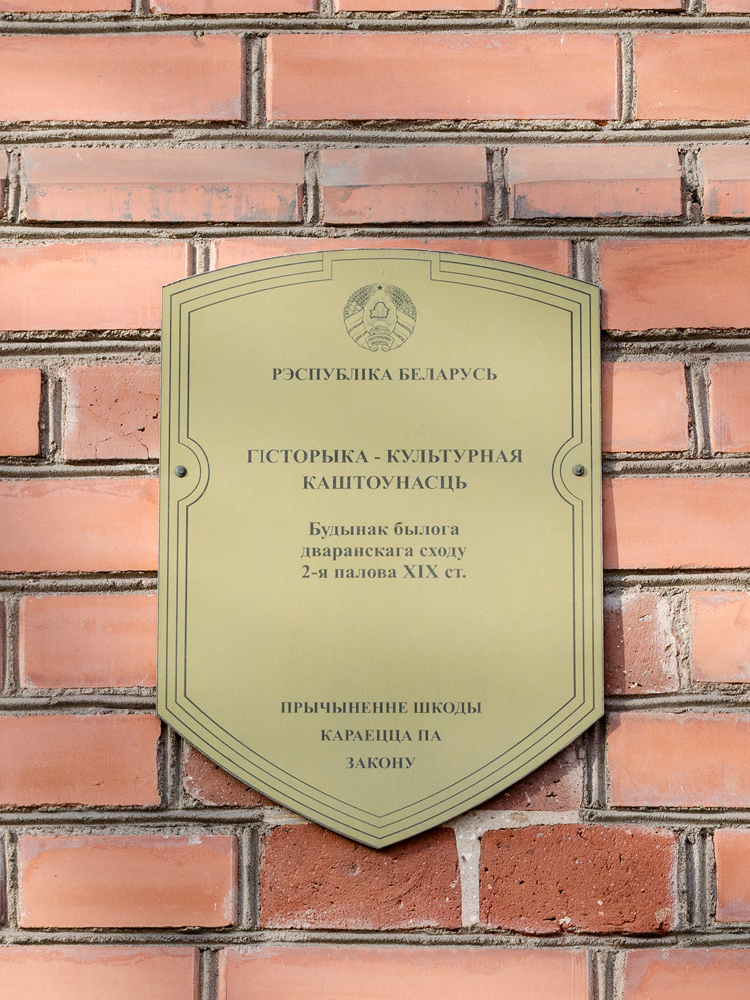 РЭСПУБЛІКА БЕЛАРУСЬ
ГІСТОРЫКА - КУЛЬТУРНАЯ
КАШТОУНАСЦЬ
Будынак былога
дваранскага сходу
2-я палова XIX ст.
ПРЫЧЫНЕННЕ ШКОДЫ
КАРАЕЦЦА ПА
ЗАКОНУ